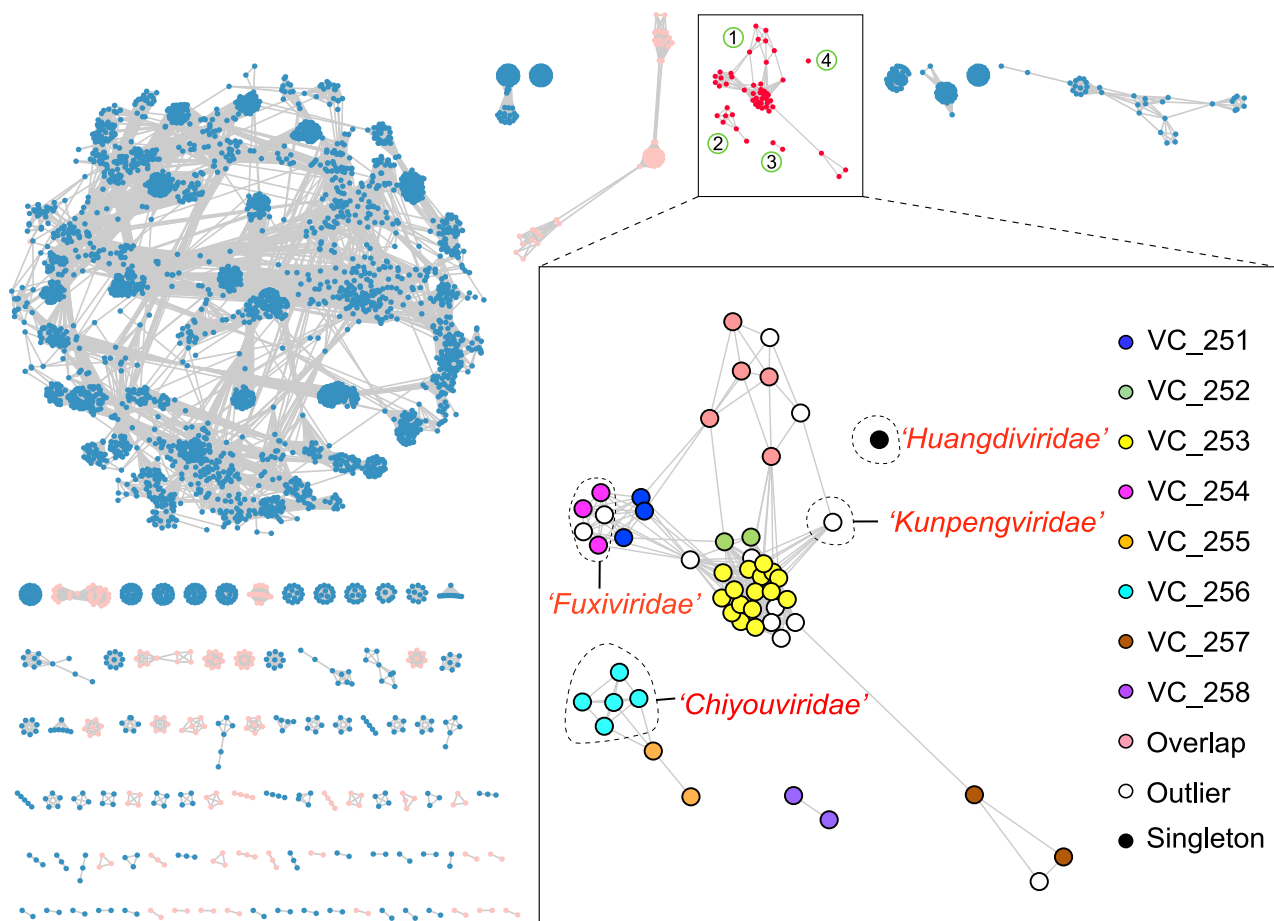 1
4
2
3
VC_251
VC_252
VC_253
‘Huangdiviridae’
VC_254
‘Kunpengviridae’
VC_255
‘Fuxiviridae’
VC_256
VC_257
‘Chiyouviridae’
VC_258
Overlap
Outlier
Singleton